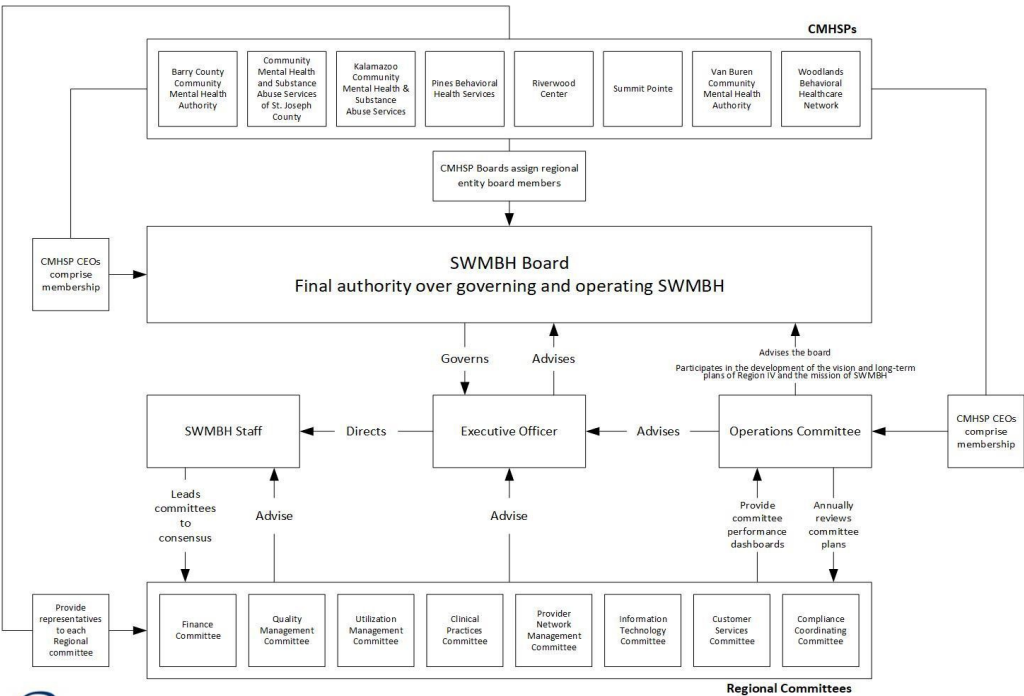 CMHSPs
Barry County
Community
Mental Health
Authority
Community
Mental Health
and Substance
Abuse Services
of St. Joseph
County
Kalamazoo
Community
Mental Health &
Substance
Abuse Services
Pines Behavioral
Health Services
Riverwood
Center
Summit Pointe
Van Buren
Community
Mental Health
Authority
Woodlands
Behavioral
Healthcare
Network
CMHSP Boards assign regional
entity board members
CMHSP CEOs
comprise
membership
SWMBH Board
Final authority over governing and operating SWMBH
Governs
Advises
Advises the board
Participates in the development of the vision and long-term
plans of Region IV and the mission of SWMBH
SWMBH Staff
Directs
Executive Officer
Advises
Operations Committee
CMHSP CEOs
comprise
membership
Leads
committees
to
consensus
Advise
Advise
Provide
committee
performance
dashboards
Annually
reviews
committee
plans
Provide
representatives
to each
Regional
committee
Finance
Committee
Quality
Management
Committee
Utilization
Management
Committee
Clinical
Practices
Committee
Provider
Network
Management
Committee
Information
Technology
Committee
Customer
Services
Committee
Compliance
Coordinating
Committee
Regional Committees